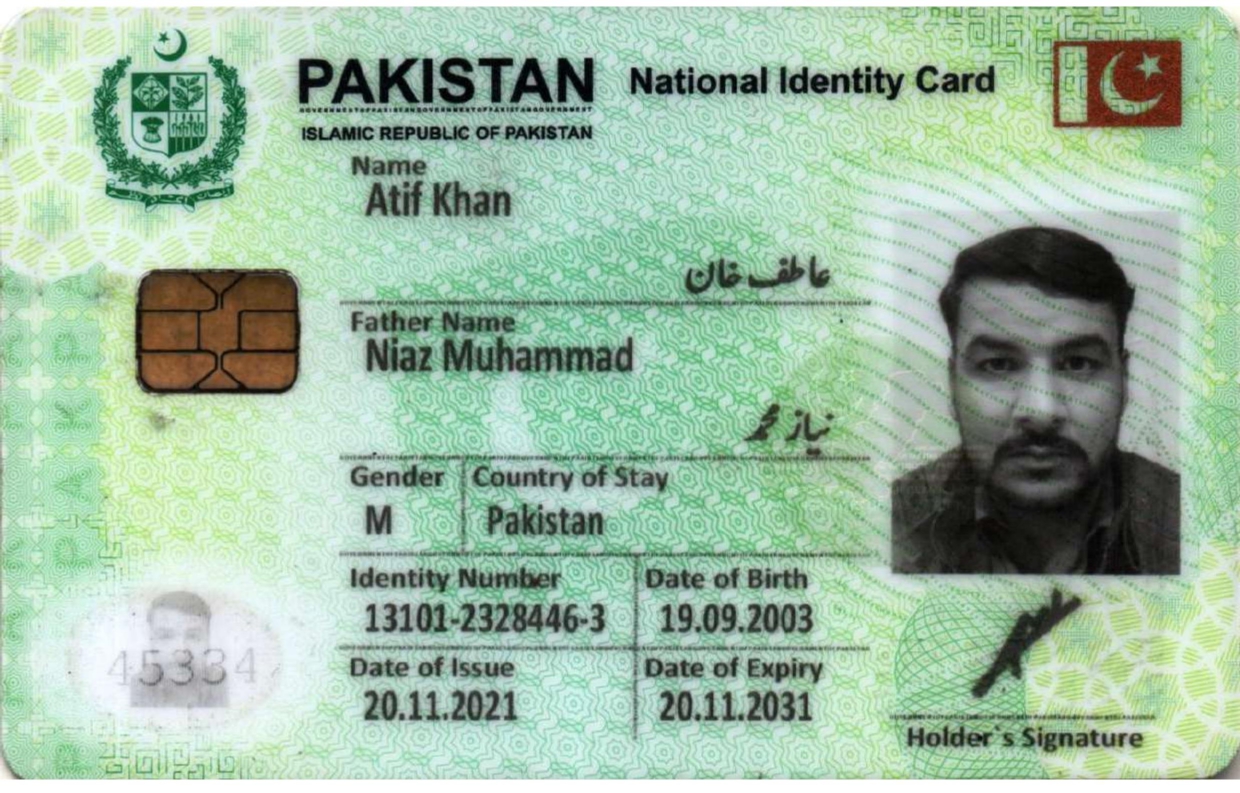 PAKISTAN National Identity Card
ISLAMIC REPUBLIC OF PAKISTAN
Name
Atif Khan
عاطف خان
Father Name
Niaz Muhammad
نیاز محمد
Gender Country of Stay
M Pakistan
Identity Number Date of Birth
13101-2328446-3 19.09.2003
45334
Date of Issue Date of Expiry
20.11.2021 20.11.2031
Holder`s Signature